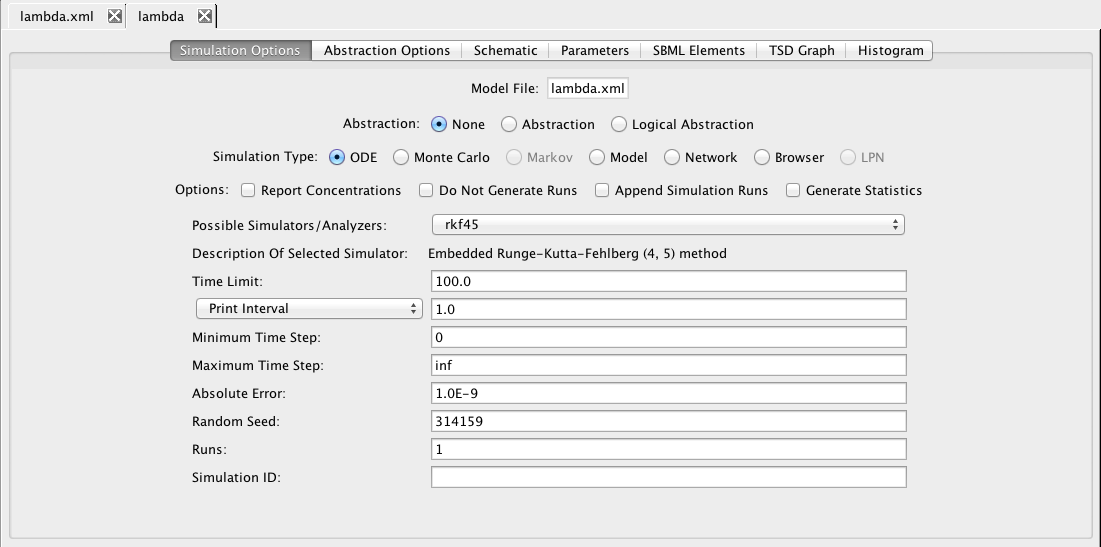 lambda.xml lambda
Simulation Options Abstraction Options Schematic Parameters SBML Elements TSD Graph Histogram
Model File: lambda.xml
Abstraction: None Abstraction Logical Abstraction
Simulation Type: ODE Monte Carlo Markov Model Network Browser LPN
Options: Report Concentrations Do Not Generate Runs Append Simulation Runs Generate Statistics
Possible Simulators/Analyzers: rkf45
Description Of Selected Simulator: Embedded Runge-Kutta-Fehlberg (4, 5) method
Time Limit: 100.0
Print Interval 1.0
Minimum Time Step: 0
Maximum Time Step: inf
Absolute Error: 1.0E-9
Random Seed: 314159
Runs: 1
Simulation ID: